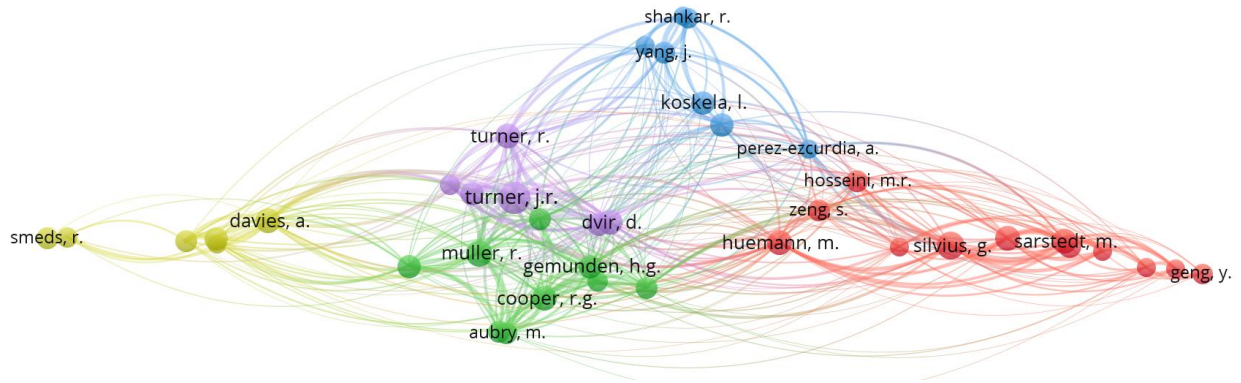 shankar, r.
yang, j.
koskela, l.
turner, r.
perez-ezcurdia, a.
hosseini, m.r.
turner, j.r.
zeng, s.
davies, a.
dvir, d.
smeds, r.
huemann, m.
silvius, g.
sarstedt, m.
muller, r.
gemunden, h.g.
geng, y.
cooper, r.g.
aubry, m.